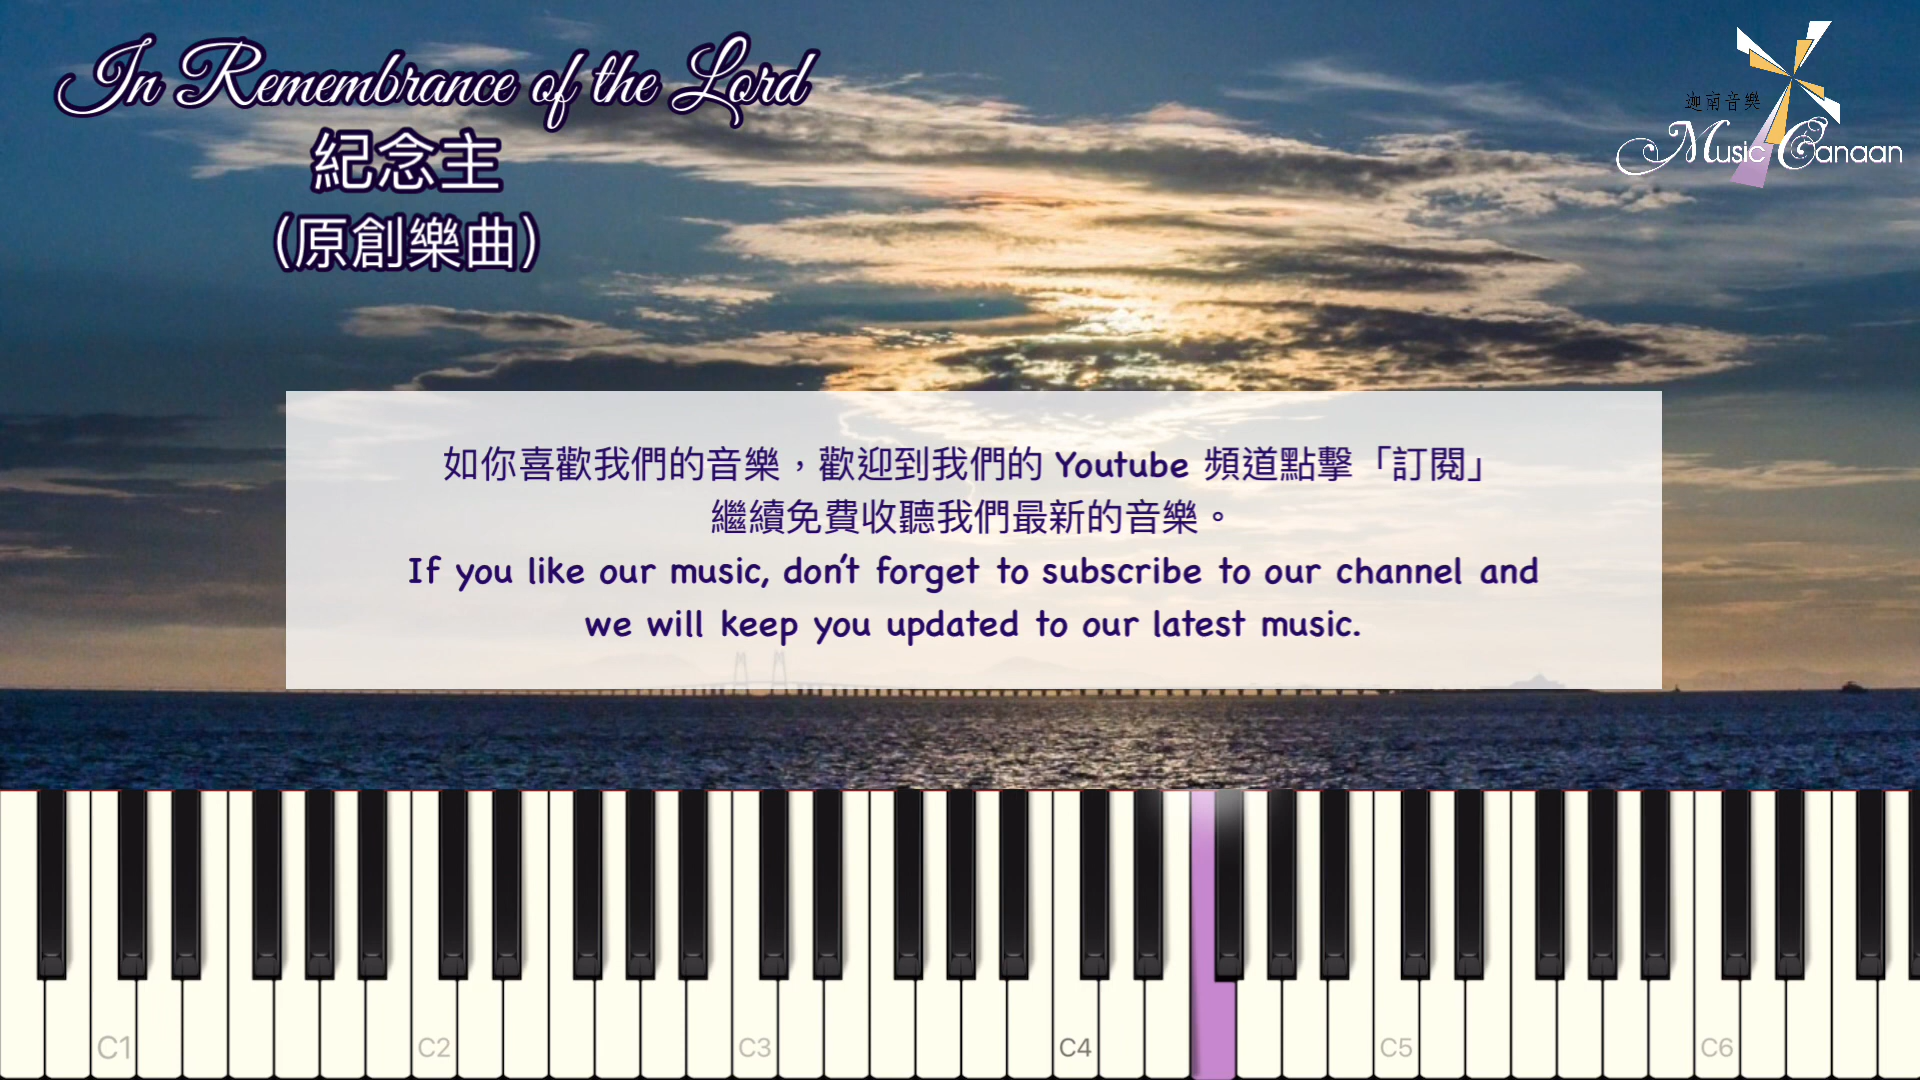 In Remembrance of the Lord
紀念主
(原創樂曲)
迦南音樂
Music Canaan
如你喜歡我們的音樂，歡迎到我們的 Youtube 頻道點擊「訂閱」
繼續免費收聽我們最新的音樂。
If you like our music, don't forget to subscribe to our channel and
we will keep you updated to our latest music.
C1 C2 C3 C4 C5 C6